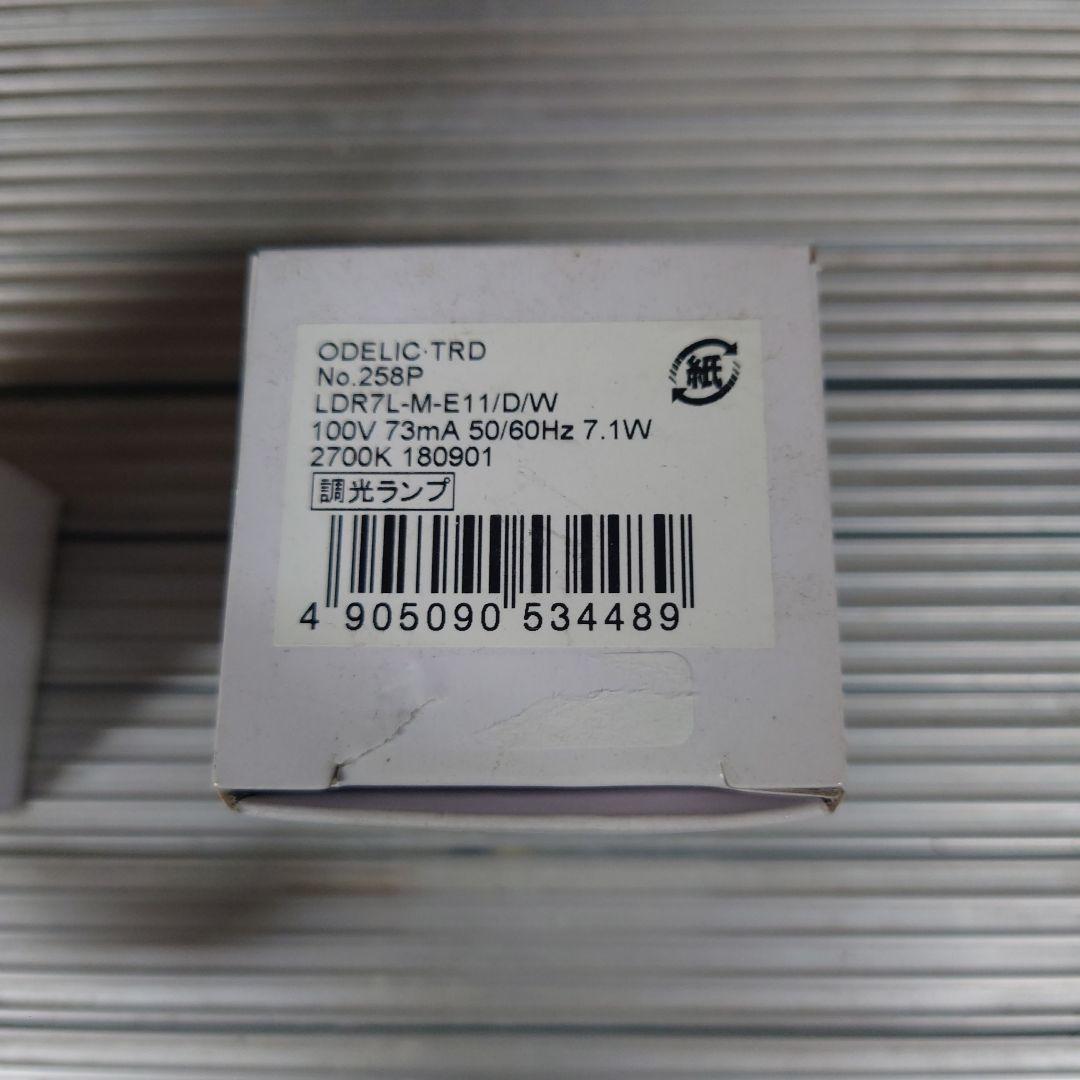 ODELIC·TRD
紙
No.258P
LDR7L-M-E11/D/W
100V 73mA 50/60Hz 7.1W
2700K 180901
調光ランプ
4 905090 534489